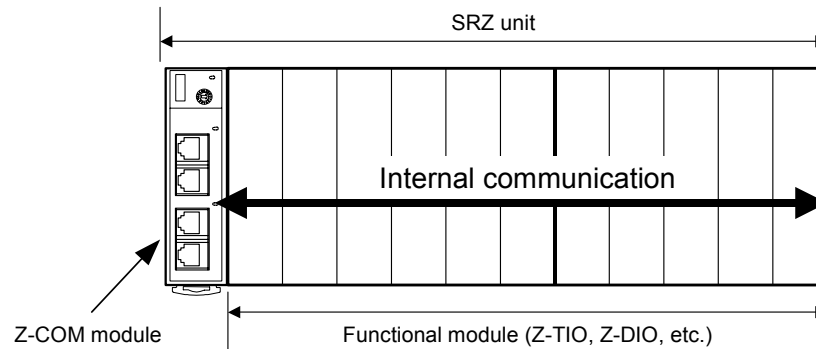 SRZ unit
Internal communication
Z-COM module
Functional module (Z-TIO, Z-DIO, etc.)